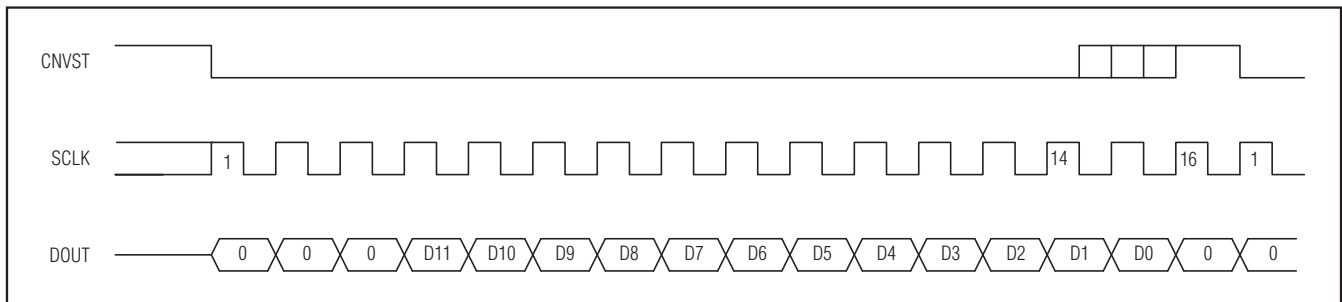 CNVST
SCLK 1 14 16 1
DOUT 0 0 0 D11 D10 D9 D8 D7 D6 D5 D4 D3 D2 D1 D0 0 0